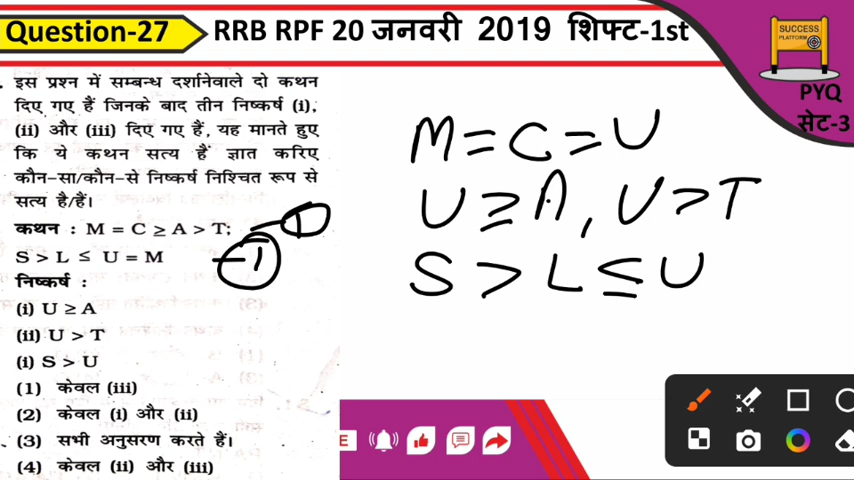 Question-27
RRB RPF 20 जनवरी 2019 शिफ्ट-1st
SUCCESS
PLATFORM
PYQ
सेट-3
इस प्रश्न में सम्बन्ध दर्शानेवाले दो कथन
दिए गए हैं जिनके बाद तीन निष्कर्ष (i),
(ii) और (iii) दिए गए हैं, यह मानते हुए
कि ये कथन सत्य हैं ज्ञात करिए
कौन-सा/कौन-से निष्कर्ष निश्चित रूप से
सत्य है/हैं।
कथन : M = C ≥ A > T; – 1
S > L ≤ U = M – 1
निष्कर्ष :
(i) U ≥ A
(ii) U > T
(i) S > U
(1) केवल (iii)
(2) केवल (i) और (ii)
(3) सभी अनुसरण करते हैं।
(4) केवल (ii) और (iii)
M = C = U
U ≥ A, U > T
S > L ≤ U
E